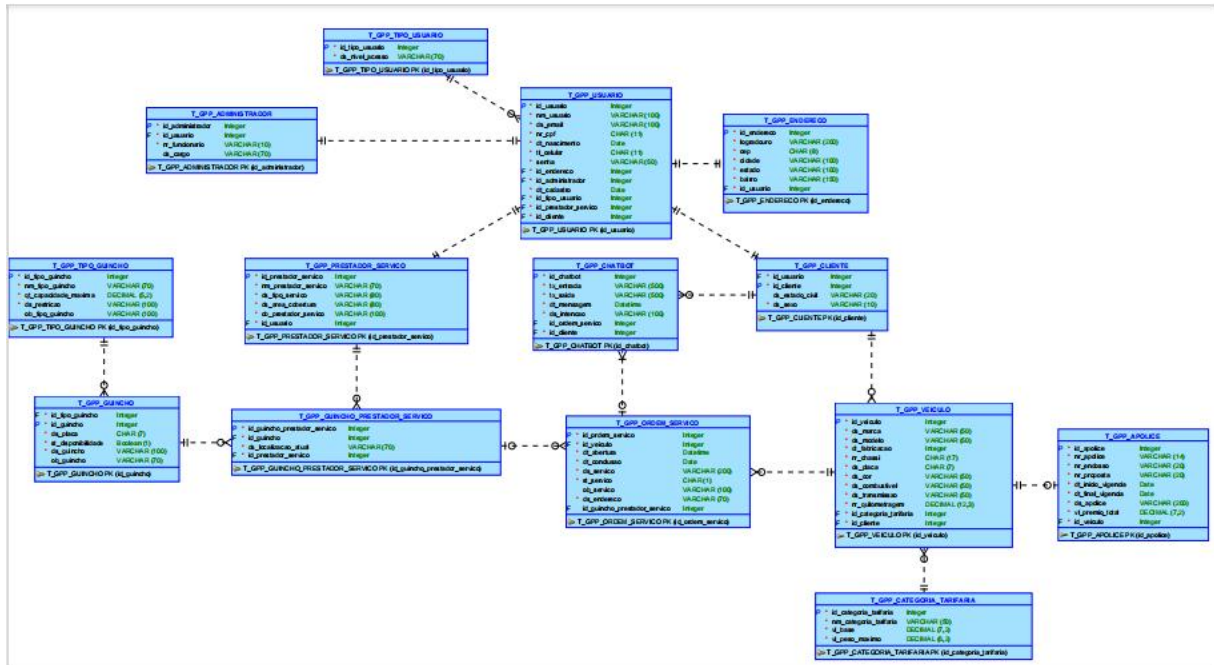 T_GPP_TIPO_USUARIO
P * id_tipo_usuario Integer
* ds_nivel_acesso VARCHAR (70)
T_GPP_TIPO_USUARIO PK (id_tipo_usuario)
T_GPP_ADMINISTRADOR
P * id_administrador Integer
F * id_usuario Integer
* nr_funcionario VARCHAR (10)
* ds_cargo VARCHAR (70)
T_GPP_ADMINISTRADOR PK (id_administrador)
T_GPP_USUARIO
P * id_usuario Integer
* nm_usuario VARCHAR (100)
* ds_email VARCHAR (100)
* nr_cpf CHAR (11)
* dt_nascimento Date
* tl_celular CHAR (11)
* senha VARCHAR (50)
F * id_endereco Integer
F * id_administrador Integer
* dt_cadastro Date
F * id_tipo_usuario Integer
F * id_prestador_servico Integer
F * id_cliente Integer
T_GPP_USUARIO PK (id_usuario)
T_GPP_ENDERECO
P * id_endereco Integer
* logradouro VARCHAR (200)
* cep CHAR (8)
* cidade VARCHAR (100)
* estado VARCHAR (100)
* bairro VARCHAR (150)
F * id_usuario Integer
T_GPP_ENDERECO PK (id_endereco)
T_GPP_TIPO_GUINCHO
P * id_tipo_guincho Integer
* nm_tipo_guincho VARCHAR (70)
* qt_capacidade_maxima DECIMAL (5,2)
* ds_restricao VARCHAR (100)
* ob_tipo_guincho VARCHAR (100)
T_GPP_TIPO_GUINCHO PK (id_tipo_guincho)
T_GPP_PRESTADOR_SERVICO
P * id_prestador_servico Integer
* nm_prestador_servico VARCHAR (70)
* ds_tipo_servico VARCHAR (80)
* ds_area_cobertura VARCHAR (80)
* ob_prestador_servico VARCHAR (100)
F * id_usuario Integer
T_GPP_PRESTADOR_SERVICO PK (id_prestador_servico)
T_GPP_CHATBOT
P * id_chatbot Integer
* tx_entrada VARCHAR (500)
* tx_saida VARCHAR (500)
* dt_mensagem Datetime
* ds_intencao VARCHAR (100)
F * id_ordem_servico Integer
F * id_cliente Integer
T_GPP_CHATBOT PK (id_chatbot)
T_GPP_CLIENTE
F * id_usuario Integer
P * id_cliente Integer
* ds_estado_civil VARCHAR (20)
* ds_sexo VARCHAR (10)
T_GPP_CLIENTE PK (id_cliente)
T_GPP_GUINCHO
F * id_tipo_guincho Integer
P * id_guincho Integer
* ds_placa CHAR (7)
* st_disponibilidade Boolean (1)
* ds_guincho VARCHAR (100)
* ob_guincho VARCHAR (70)
T_GPP_GUINCHO PK (id_guincho)
T_GPP_GUINCHO_PRESTADOR_SERVICO
P * id_guincho_prestador_servico Integer
F * id_guincho Integer
* ds_localizacao_atual VARCHAR (70)
F * id_prestador_servico Integer
T_GPP_GUINCHO_PRESTADOR_SERVICO PK (id_guincho_prestador_servico)
T_GPP_ORDEM_SERVICO
P * id_ordem_servico Integer
F * id_veiculo Integer
* dt_abertura Datetime
* dt_conclusao Date
* ds_servico VARCHAR (200)
* st_servico CHAR (1)
* ob_servico VARCHAR (100)
* ds_endereco VARCHAR (70)
F id_guincho_prestador_servico Integer
T_GPP_ORDEM_SERVICO PK (id_ordem_servico)
T_GPP_VEICULO
P * id_veiculo Integer
* ds_marca VARCHAR (50)
* ds_modelo VARCHAR (50)
* dt_fabricacao Integer
* nr_chassi CHAR (17)
* ds_placa CHAR (7)
* ds_cor VARCHAR (50)
* ds_combustivel VARCHAR (50)
* ds_transmissao VARCHAR (50)
* nr_quilometragem DECIMAL (12,3)
F * id_categoria_tarifaria Integer
F * id_cliente Integer
T_GPP_VEICULO PK (id_veiculo)
T_GPP_APOLICE
P * id_apolice Integer
* nr_apolice VARCHAR (14)
* nr_endosso VARCHAR (20)
* nr_proposta VARCHAR (20)
* dt_inicio_vigencia Date
* dt_final_vigencia Date
* ds_apolice VARCHAR (200)
* vl_premio_total DECIMAL (7,2)
F * id_veiculo Integer
T_GPP_APOLICE PK (id_apolice)
T_GPP_CATEGORIA_TARIFARIA
P * id_categoria_tarifaria Integer
* nm_categoria_tarifaria VARCHAR (50)
* vl_base DECIMAL (7,3)
* vl_peso_maximo DECIMAL (5,3)
T_GPP_CATEGORIA_TARIFARIA PK (id_categoria_tarifaria)